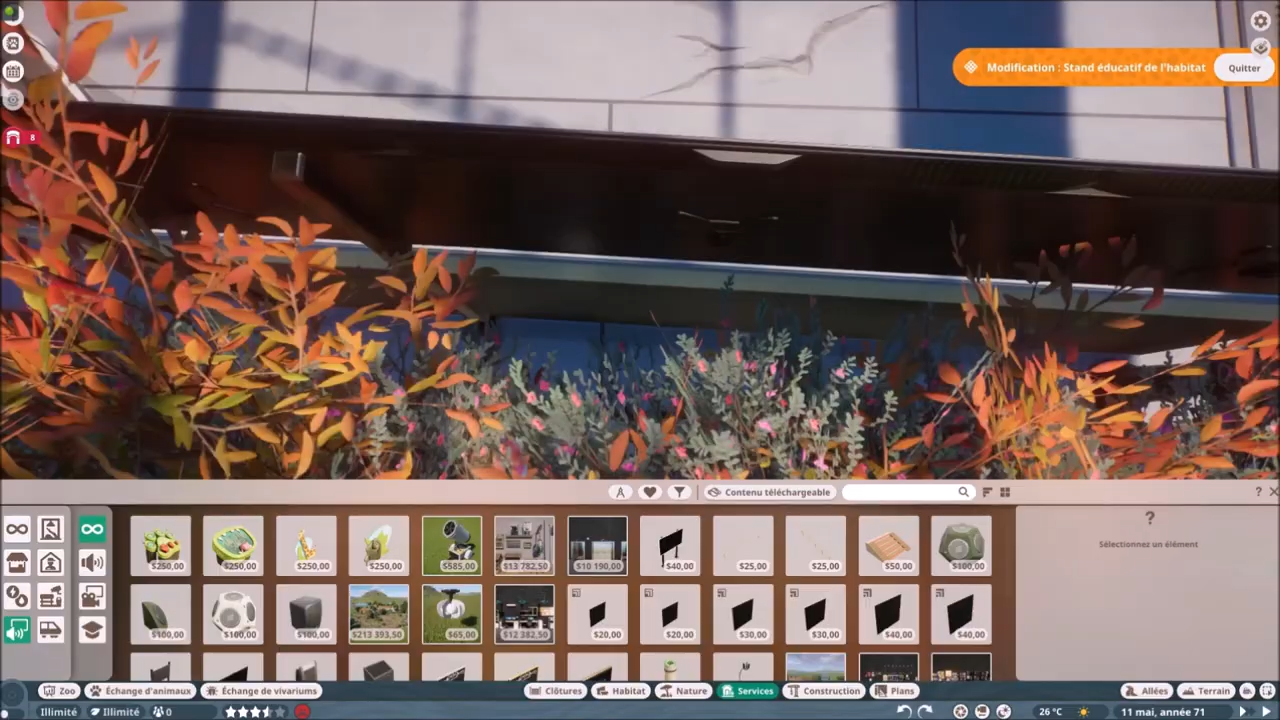 Modification : Stand éducatif de l'habitat
Quitter
8
Contenu téléchargeable
?
$250,00
$250,00
$250,00
$250,00
$585,00
$13 782,50
$10 190,00
$40,00
$25,00
$25,00
$50,00
$100,00
?
Sélectionnez un élément
$100,00
$100,00
$100,00
$213 393,50
$65,00
$12 382,50
$20,00
$20,00
$30,00
$30,00
$40,00
$40,00
Zoo
Échange d'animaux
Échange de vivariums
Clôtures
Habitat
Nature
Services
Construction
Plans
Allées
Terrain
Illimité
Illimité
0
26 °C
11 mai, année 71